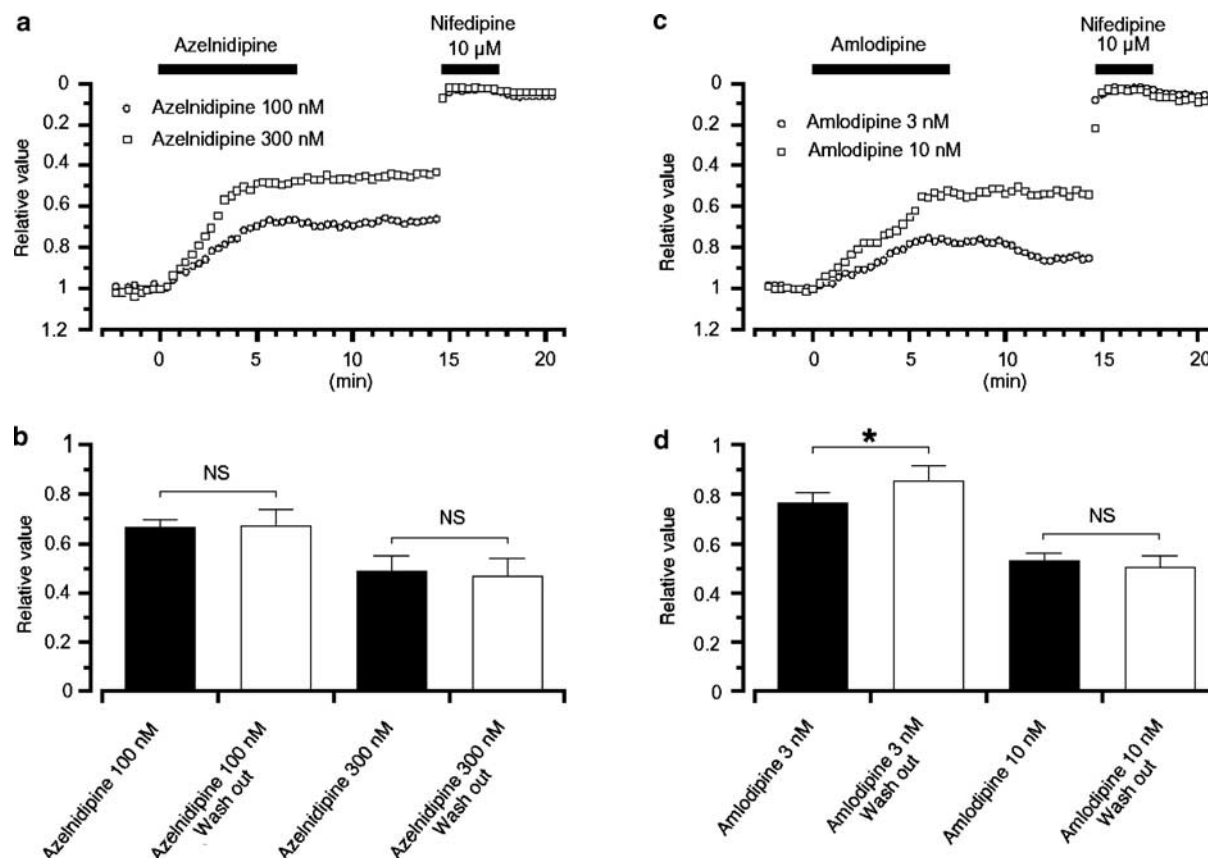 a
Azelnidipine
Nifedipine
10 µM
Azelnidipine 100 nM
Azelnidipine 300 nM
Relative value
0
0.2
0.4
0.6
0.8
1
1.2
0 5 10 15 20
(min)
c
Amlodipine
Nifedipine
10 µM
Amlodipine 3 nM
Amlodipine 10 nM
Relative value
0
0.2
0.4
0.6
0.8
1
1.2
0 5 10 15 20
(min)
b
Relative value
1
0.8
0.6
0.4
0.2
0
NS
NS
Azelnidipine 100 nM
Azelnidipine 100 nM
Wash out
Azelnidipine 300 nM
Azelnidipine 300 nM
Wash out
d
Relative value
1
0.8
0.6
0.4
0.2
0
*
NS
Amlodipine 3 nM
Amlodipine 3 nM
Wash out
Amlodipine 10 nM
Amlodipine 10 nM
Wash out